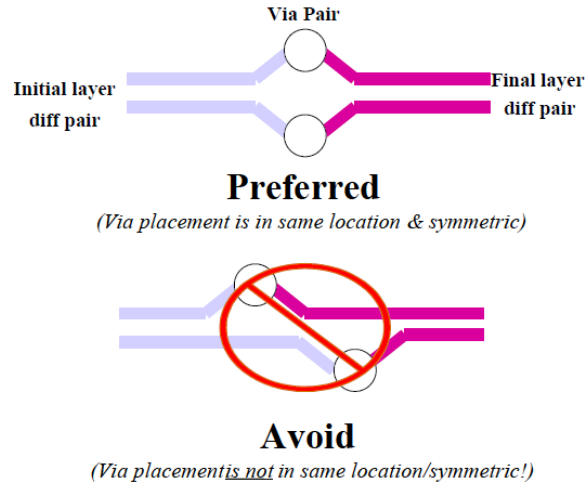 Via Pair
Initial layer
diff pair
Final layer
diff pair
Preferred
(Via placement is in same location & symmetric)
Avoid
(Via placementis not in same location/symmetric!)